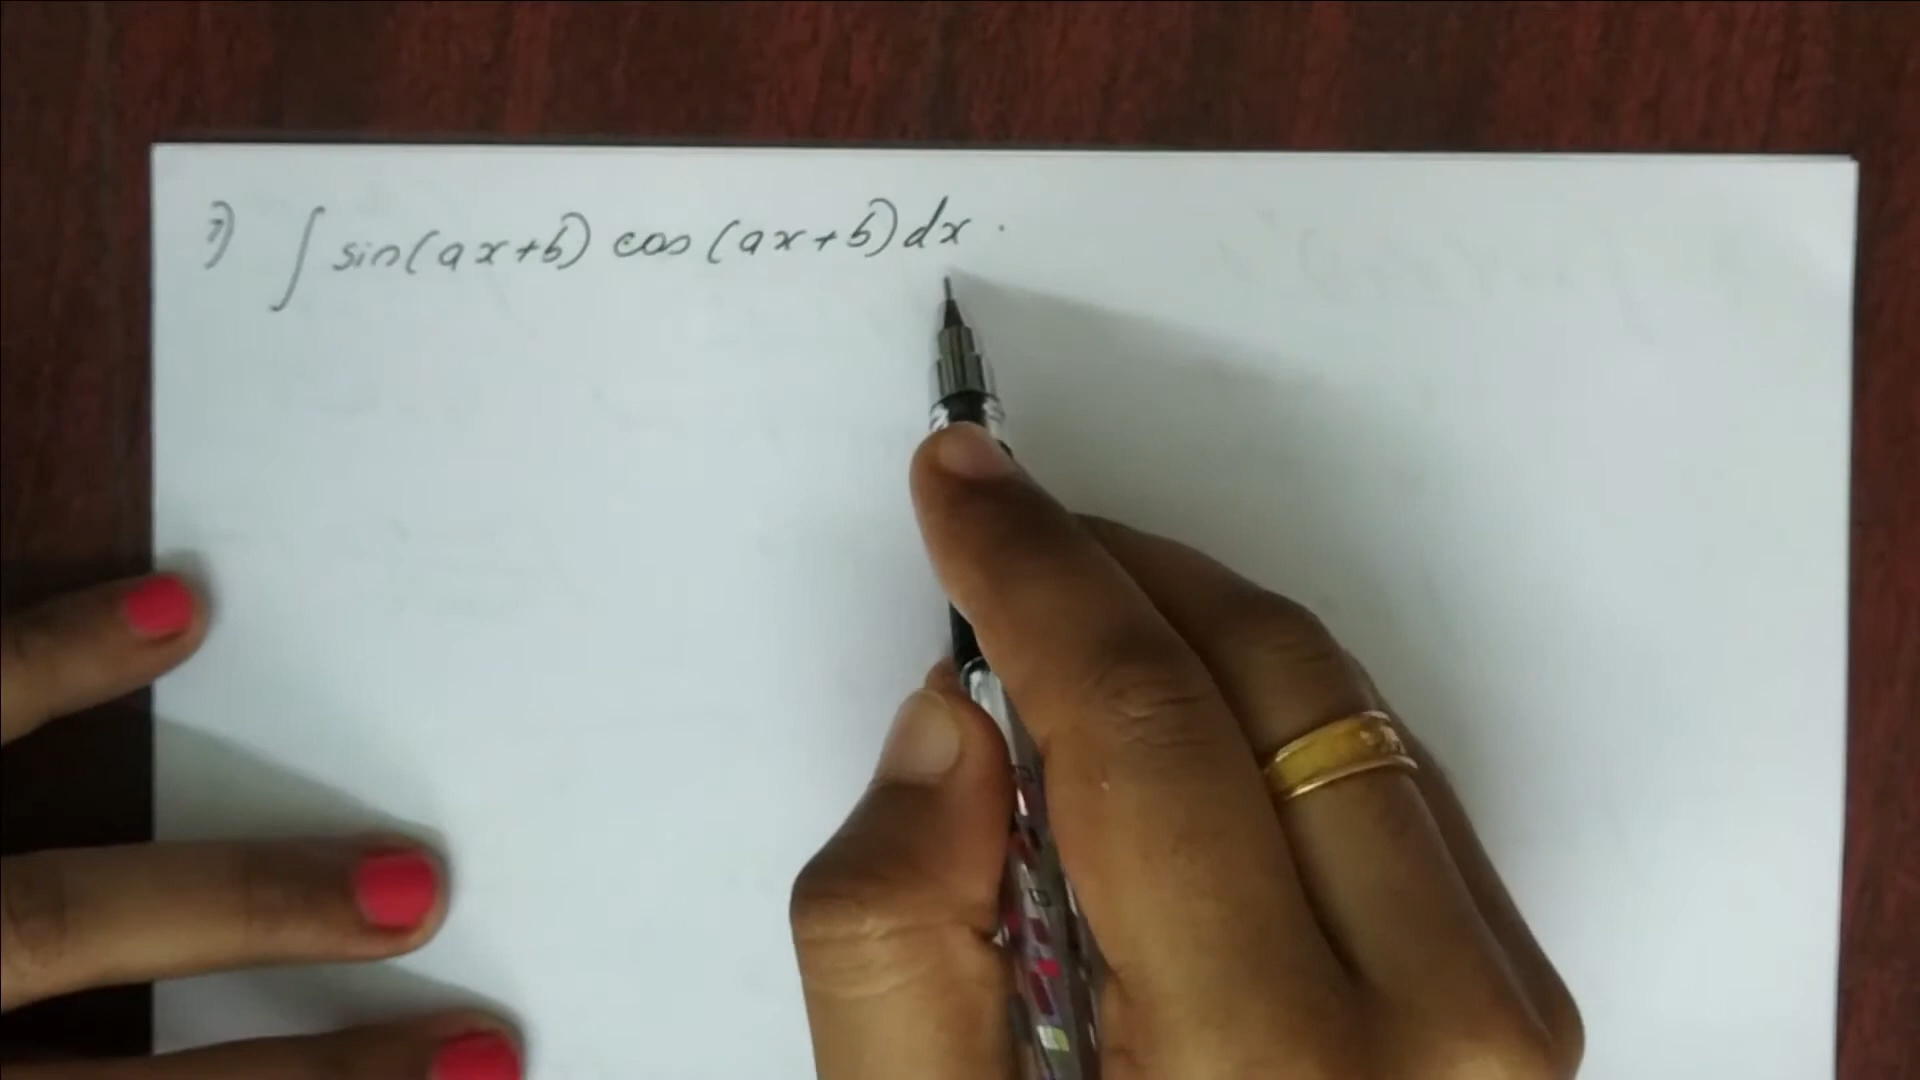 7) ∫ sin(ax+b) cos(ax+b)dx.